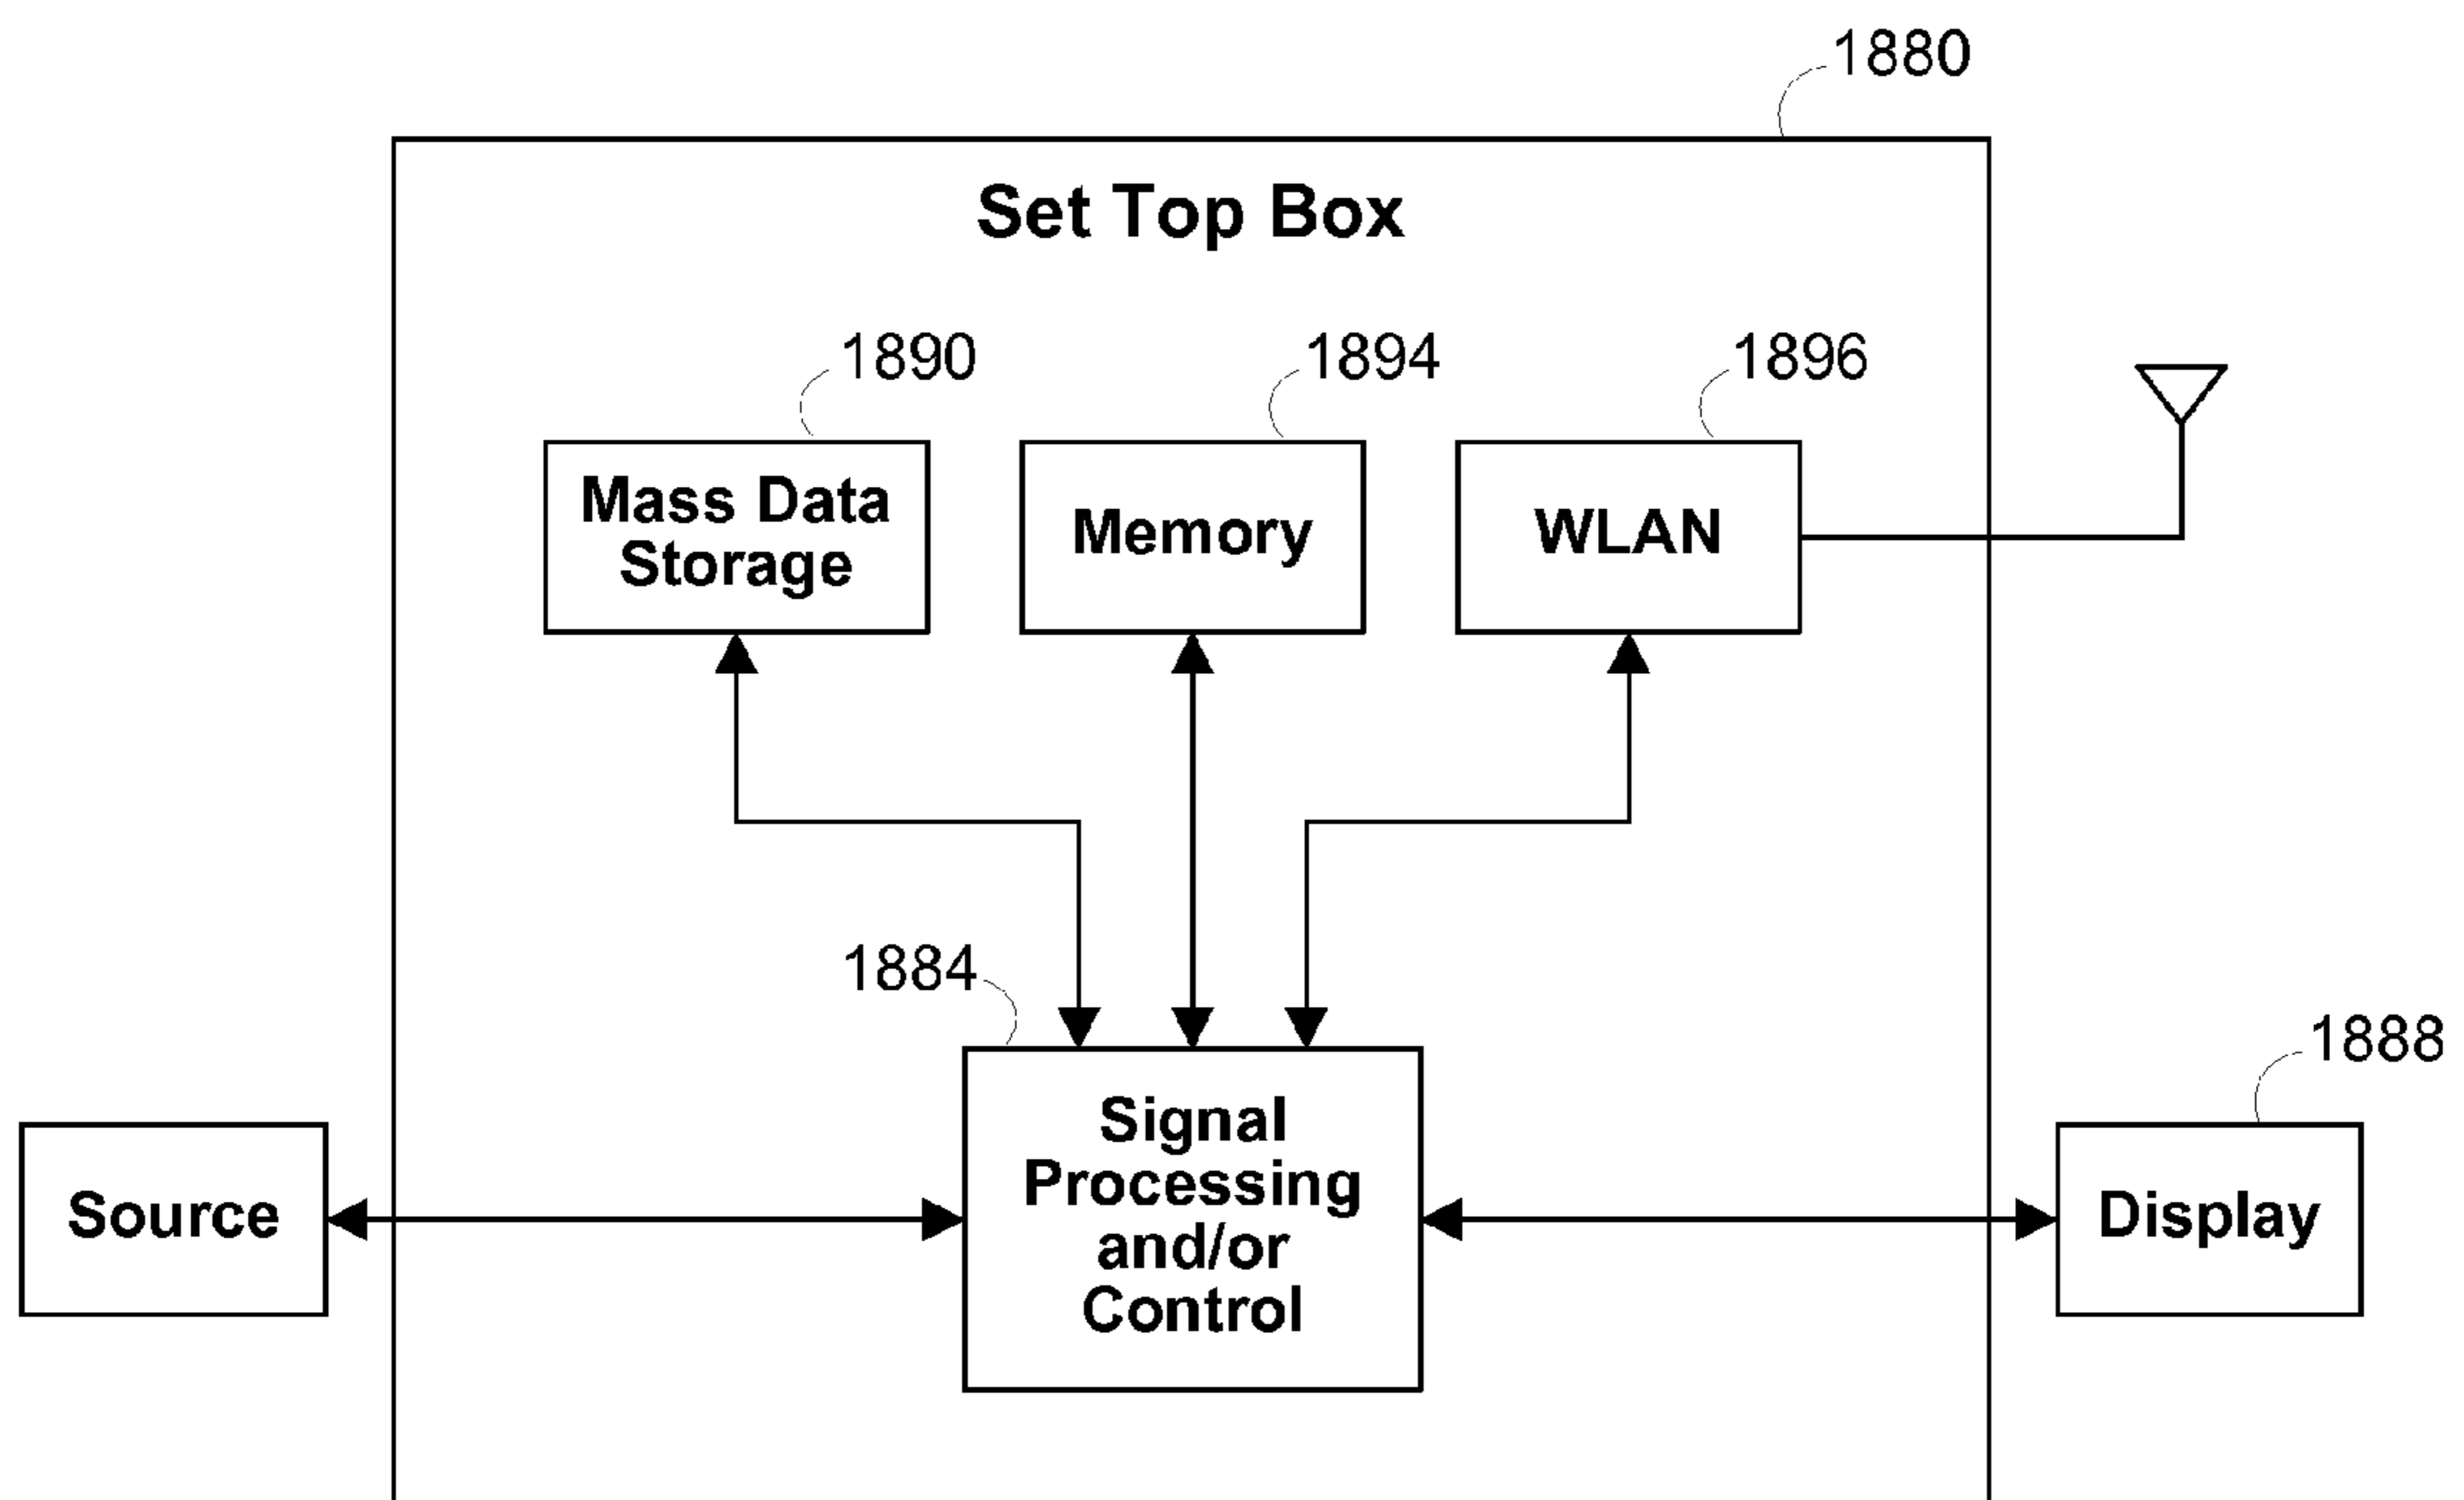 1880
Set Top Box
1890
1894
1896
Mass Data
Storage
Memory
WLAN
1884
1888
Source
Signal
Processing
and/or
Control
Display